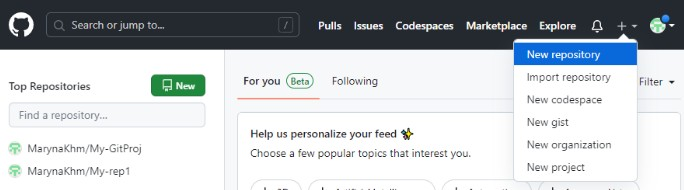 Search or jump to... /
Pulls Issues Codespaces Marketplace Explore
New repository
Import repository
New codespace
New gist
New organization
New project
Top Repositories New
Find a repository...
MarynaKhm/My-GitProj
MarynaKhm/My-rep1
For you Beta Following
Filter
Help us personalize your feed ✨
Choose a few popular topics that interest you.